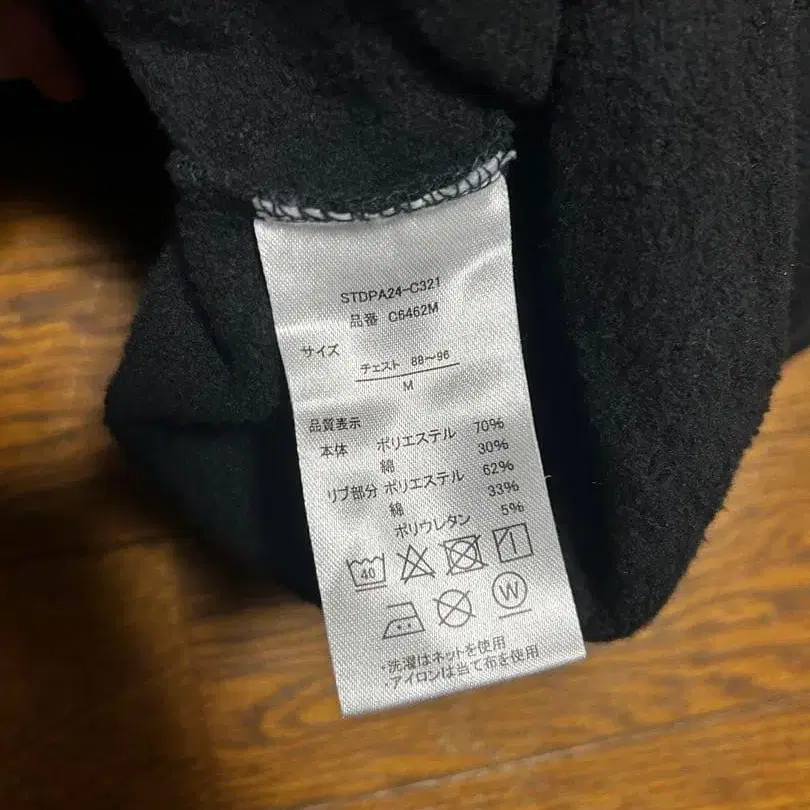 STDPA24-C321
品番 C6462M
サイズ チェスト 88〜96
M
品質表示
本体 ポリエステル 70%
綿 30%
リブ部分 ポリエステル 62%
綿 33%
ポリウレタン 5%
40
W
・洗濯はネットを使用
・アイロンは当て布を使用